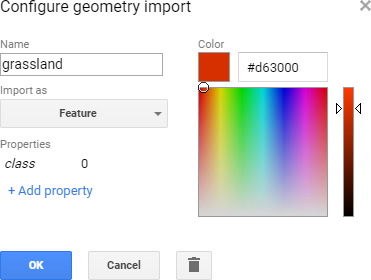 Configure geometry import
Name
grassland
Color
#d63000
Import as
Feature
Properties
class 0
+ Add property
OK
Cancel